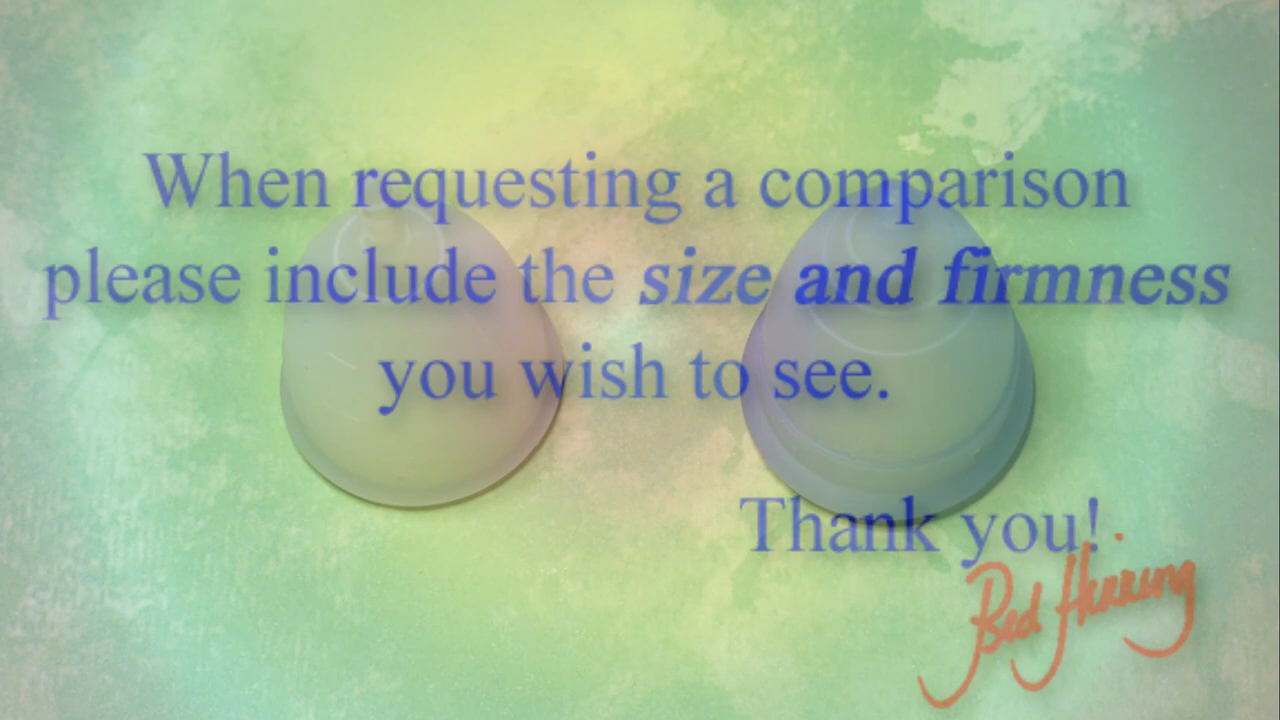 When requesting a comparison
please include the size and firmness
you wish to see.
Thank you!
Red Herring